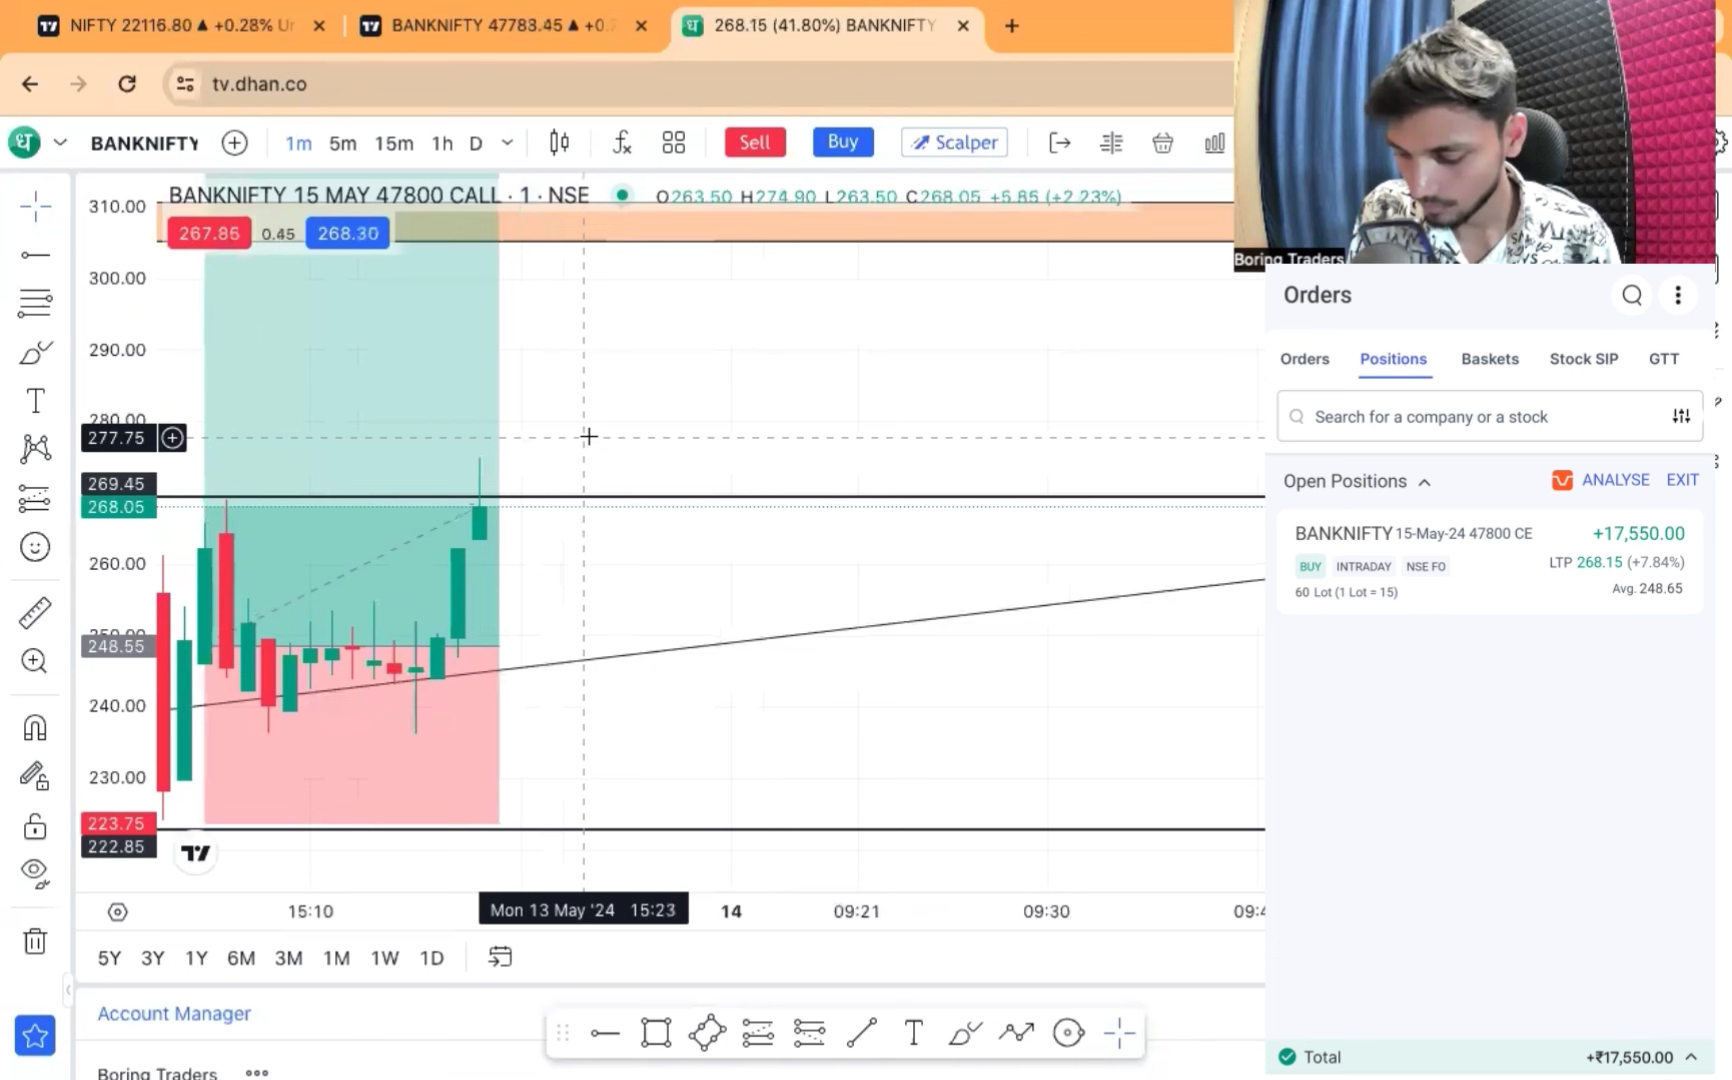 NIFTY 22116.80 ▲ +0.28% Ur
BANKNIFTY 47783.45 ▲ +0.
268.15 (41.80%) BANKNIFTY
tv.dhan.co
ध
BANKNIFTY
1m 5m 15m 1h D
Sell Buy Scalper
BANKNIFTY 15 MAY 47800 CALL · 1 · NSE
O263.50 H274.90 L263.50 C268.05 +5.85 (+2.23%)
267.85 0.45 268.30
310.00
300.00
290.00
280.00
277.75
269.45
268.05
260.00
250.00
248.55
240.00
230.00
223.75
222.85
15:10
Mon 13 May '24 15:23
14
09:21
09:30
5Y 3Y 1Y 6M 3M 1M 1W 1D
Account Manager
Boring Traders
Boring Traders
Orders
Orders Positions Baskets Stock SIP GTT
Search for a company or a stock
Open Positions ANALYSE EXIT
BANKNIFTY 15-May-24 47800 CE +17,550.00
BUY INTRADAY NSE FO LTP 268.15 (+7.84%)
60 Lot (1 Lot = 15) Avg. 248.65
Total +₹17,550.00